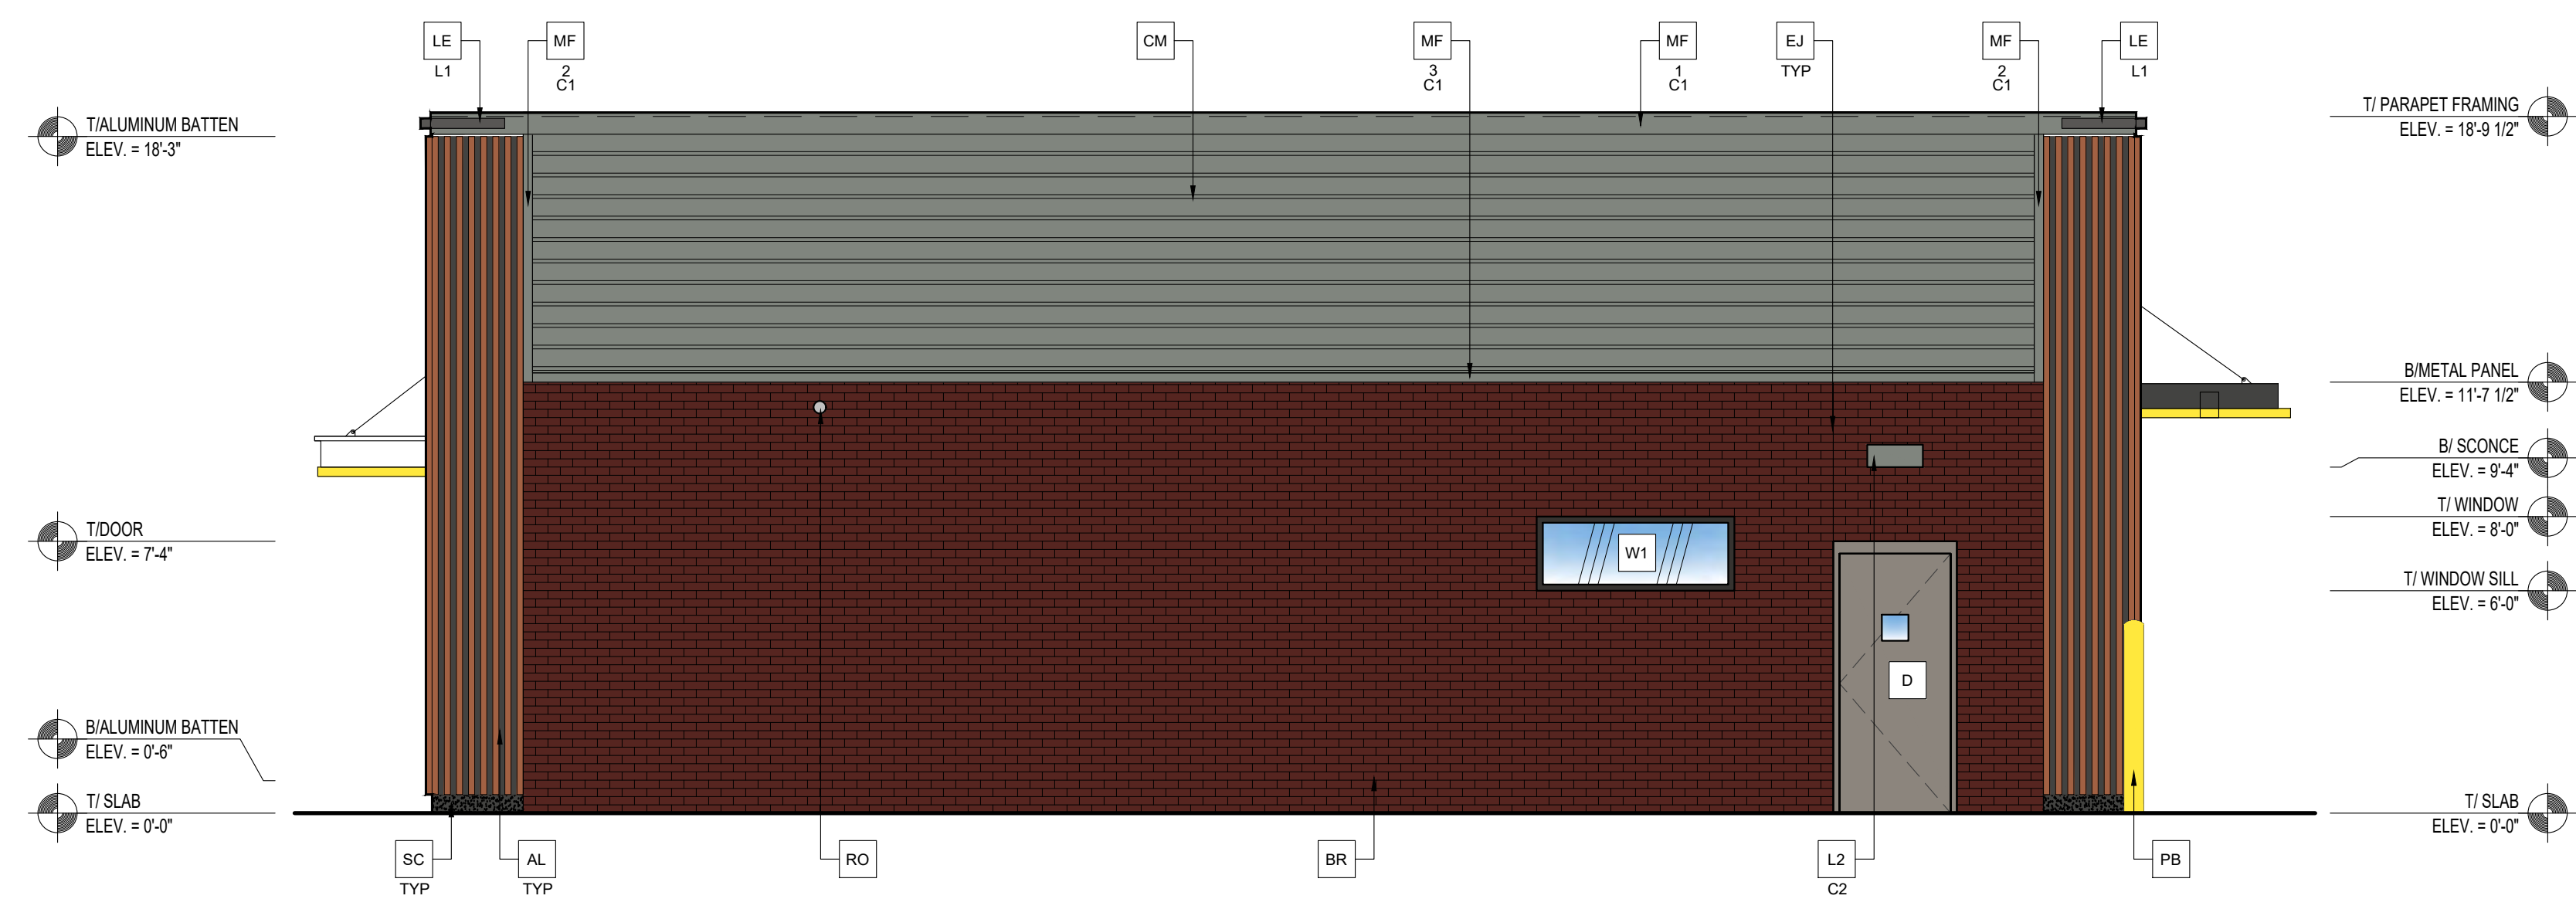 LE
L1
MF
2
C1
CM
MF
3
C1
MF
1
C1
EJ
TYP
MF
2
C1
LE
L1
T/ALUMINUM BATTEN
ELEV. = 18'-3"
T/DOOR
ELEV. = 7'-4"
B/ALUMINUM BATTEN
ELEV. = 0'-6"
T/ SLAB
ELEV. = 0'-0"
W1
D
T/ PARAPET FRAMING
ELEV. = 18'-9 1/2"
B/METAL PANEL
ELEV. = 11'-7 1/2"
B/ SCONCE
ELEV. = 9'-4"
T/ WINDOW
ELEV. = 8'-0"
T/ WINDOW SILL
ELEV. = 6'-0"
T/ SLAB
ELEV. = 0'-0"
SC
TYP
AL
TYP
RO
BR
L2
C2
PB